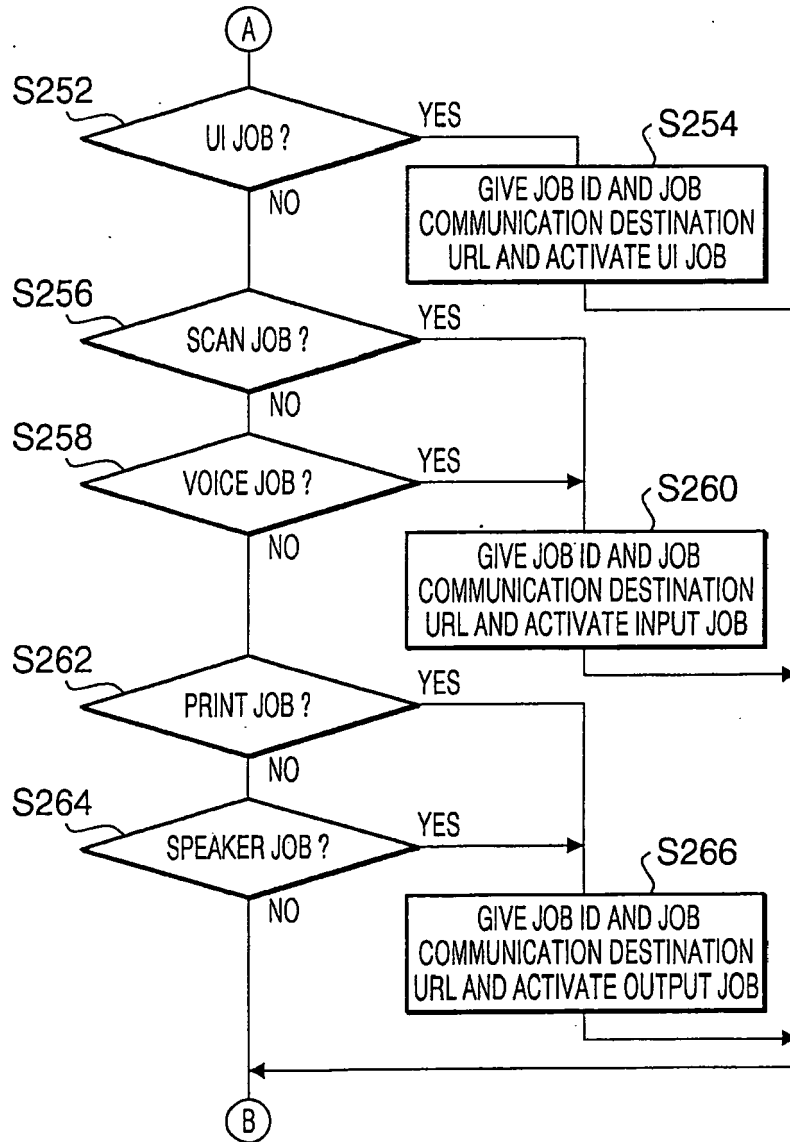 A
S252
UI JOB ?
YES
NO
S254
GIVE JOB ID AND JOB
COMMUNICATION DESTINATION
URL AND ACTIVATE UI JOB
S256
SCAN JOB ?
YES
NO
S258
VOICE JOB ?
YES
NO
S260
GIVE JOB ID AND JOB
COMMUNICATION DESTINATION
URL AND ACTIVATE INPUT JOB
S262
PRINT JOB ?
YES
NO
S264
SPEAKER JOB ?
YES
NO
S266
GIVE JOB ID AND JOB
COMMUNICATION DESTINATION
URL AND ACTIVATE OUTPUT JOB
B